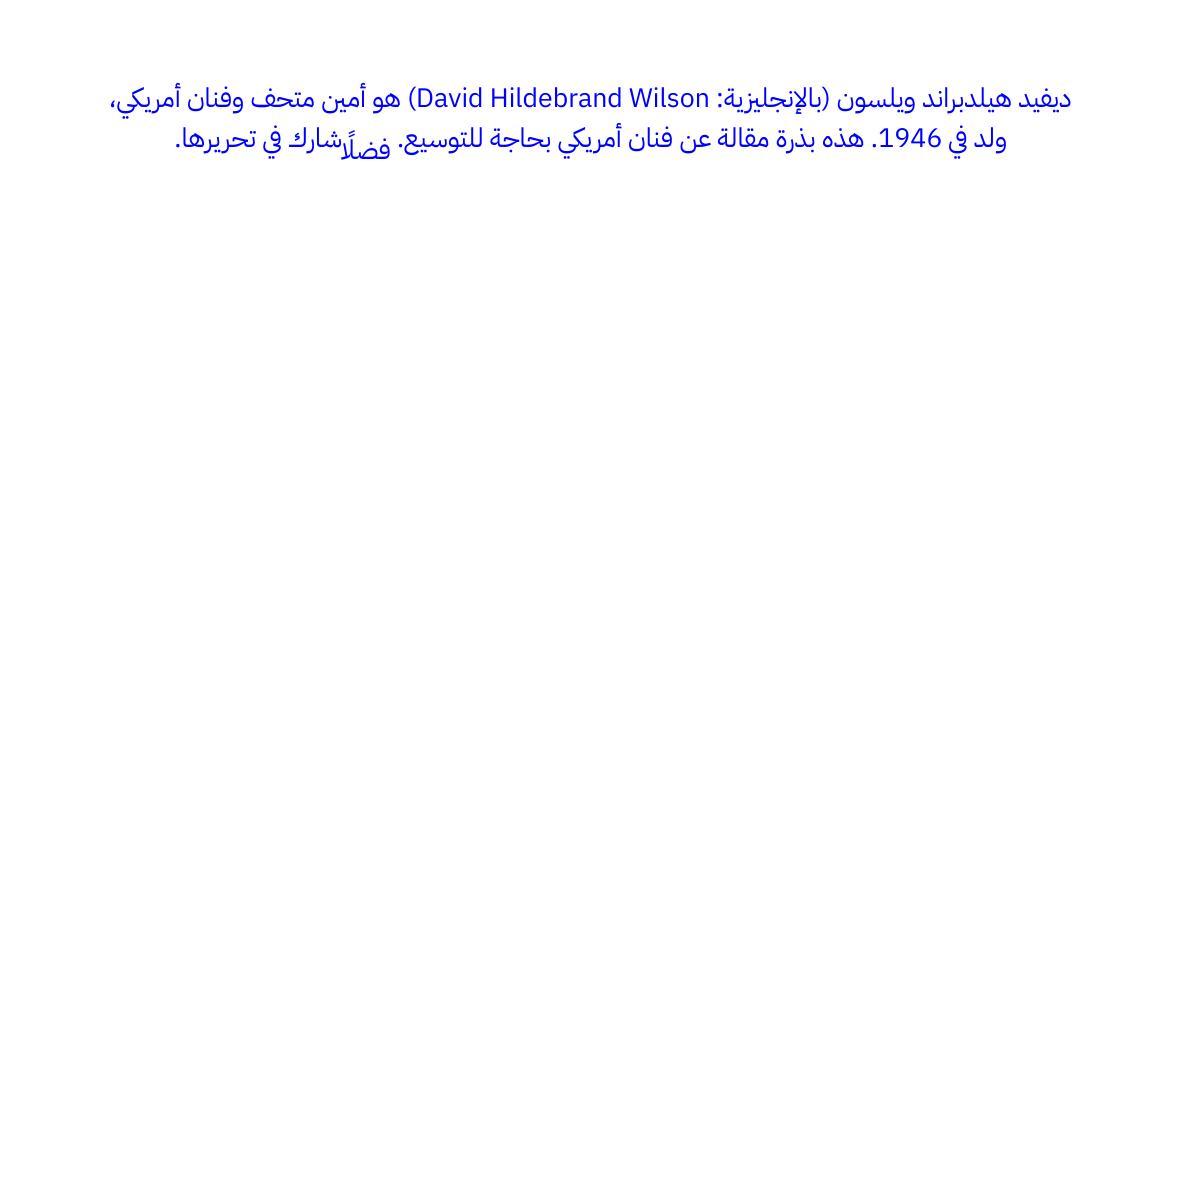 ديفيد هيلدبراند ويلسون (بالإنجليزية: David Hildebrand Wilson) هو أمين متحف وفنان أمريكي،
ولد في 1946. هذه بذرة مقالة عن فنان أمريكي بحاجة للتوسيع. فضلًا شارك في تحريرها.